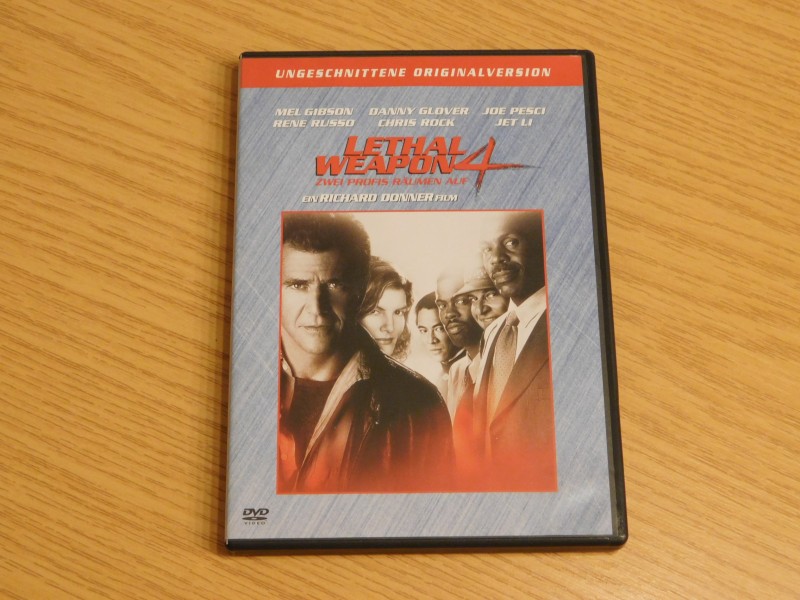 UNGESCHNITTENE ORIGINALVERSION
MEL GIBSON DANNY GLOVER JOE PESCI
RENE RUSSO CHRIS ROCK JET LI
LETHAL
WEAPON 4
ZWEI PROFIS RÄUMEN AUF
EIN RICHARD DONNER FILM
DVD
VIDEO